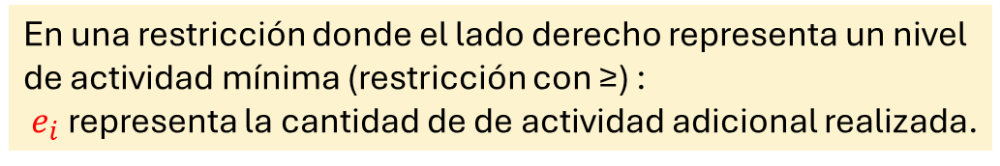 En una restricción donde el lado derecho representa un nivel
de actividad mínima (restricción con ≥) :
eᵢ representa la cantidad de de actividad adicional realizada.